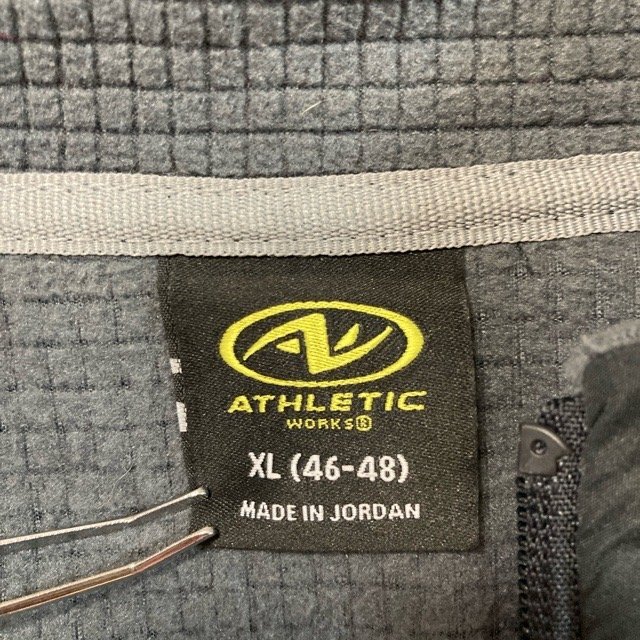 ATHLETIC
WORKS®
XL (46-48)
MADE IN JORDAN